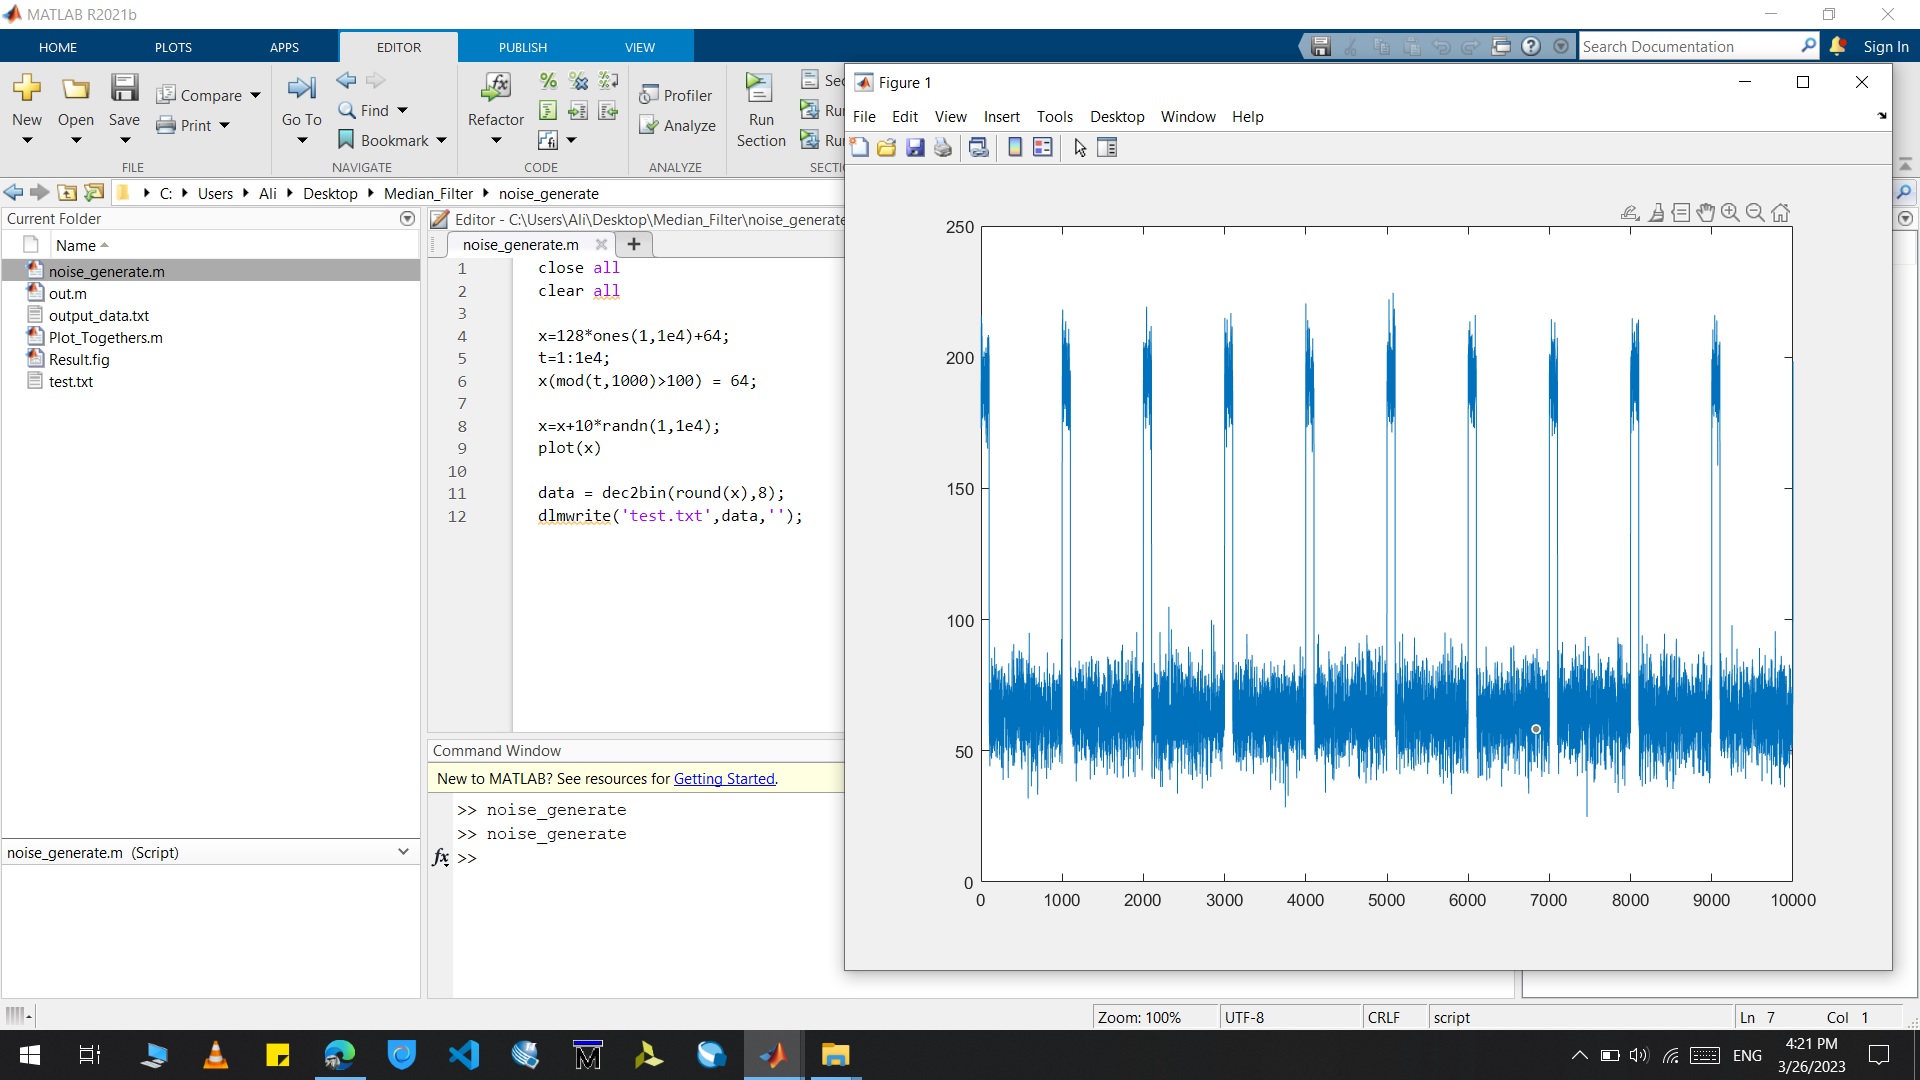 MATLAB R2021b
HOME PLOTS APPS EDITOR PUBLISH VIEW
Search Documentation
Sign In
New Open Save Compare Print
FILE
Go To Find Bookmark
NAVIGATE
Refactor
CODE
Profiler
Analyze
ANALYZE
Run Section
C: Users Ali Desktop Median_Filter noise_generate
Current Folder
Name
noise_generate.m
out.m
output_data.txt
Plot_Togethers.m
Result.fig
test.txt
noise_generate.m (Script)
Editor - C:\Users\Ali\Desktop\Median_Filter\noise_generate
noise_generate.m
1 close all
2 clear all
3
4 x=128*ones(1,1e4)+64;
5 t=1:1e4;
6 x(mod(t,1000)>100) = 64;
7
8 x=x+10*randn(1,1e4);
9 plot(x)
10
11 data = dec2bin(round(x),8);
12 dlmwrite('test.txt',data,'');
Command Window
New to MATLAB? See resources for Getting Started.
>> noise_generate
>> noise_generate
fx >>
Figure 1
File Edit View Insert Tools Desktop Window Help
250
200
150
100
50
0
0 1000 2000 3000 4000 5000 6000 7000 8000 9000 10000
Zoom: 100% UTF-8 CRLF script Ln 7 Col 1
ENG
4:21 PM
3/26/2023